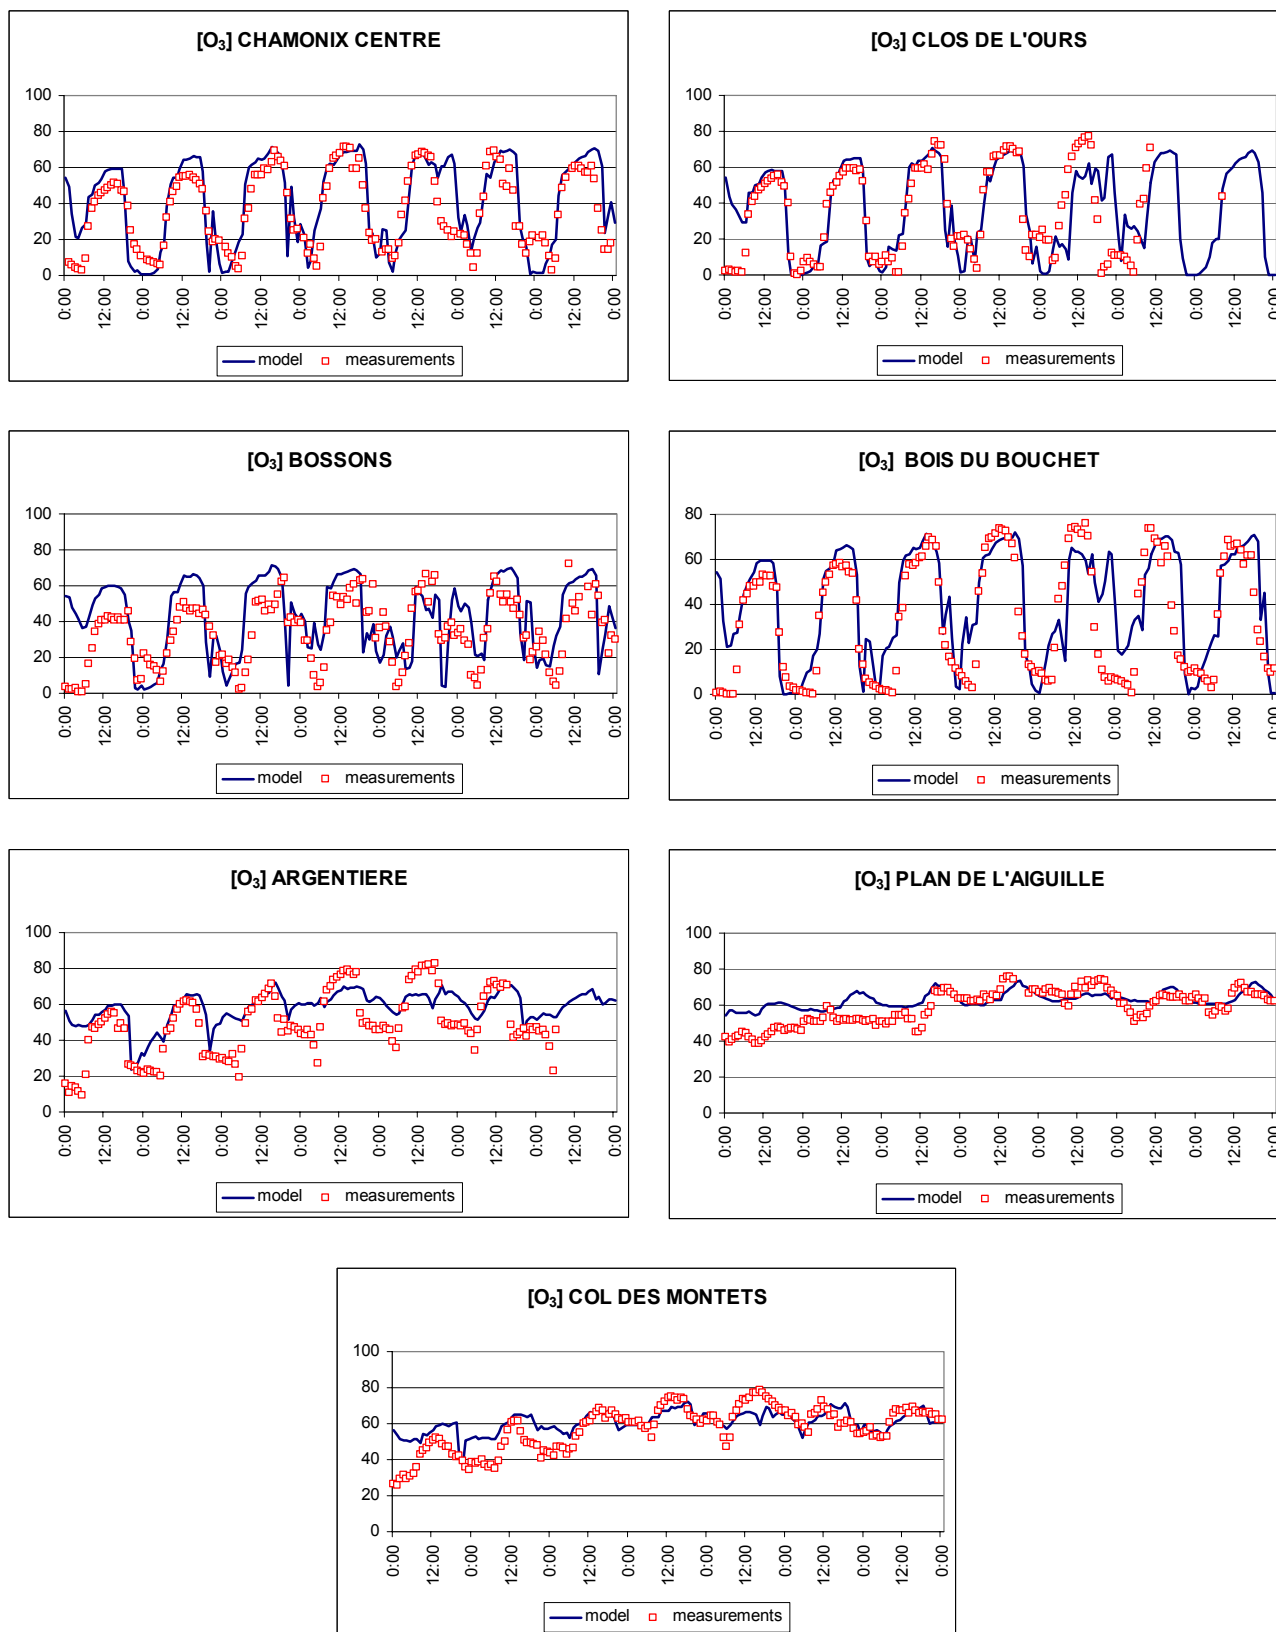 [O₃] CHAMONIX CENTRE
100
80
60
40
20
0
0:00 12:00 0:00 12:00 0:00 12:00 0:00 12:00 0:00 12:00 0:00 12:00 0:00 12:00 0:00
model measurements
[O₃] CLOS DE L'OURS
100
80
60
40
20
0
0:00 12:00 0:00 12:00 0:00 12:00 0:00 12:00 0:00 12:00 0:00 12:00 0:00 12:00 0:00
model measurements
[O₃] BOSSONS
100
80
60
40
20
0
0:00 12:00 0:00 12:00 0:00 12:00 0:00 12:00 0:00 12:00 0:00 12:00 0:00 12:00 0:00
model measurements
[O₃] BOIS DU BOUCHET
80
60
40
20
0
0:00 12:00 0:00 12:00 0:00 12:00 0:00 12:00 0:00 12:00 0:00 12:00 0:00 12:00 0:00
model measurements
[O₃] ARGENTIERE
100
80
60
40
20
0
0:00 12:00 0:00 12:00 0:00 12:00 0:00 12:00 0:00 12:00 0:00 12:00 0:00 12:00 0:00
model measurements
[O₃] PLAN DE L'AIGUILLE
100
80
60
40
20
0
0:00 12:00 0:00 12:00 0:00 12:00 0:00 12:00 0:00 12:00 0:00 12:00 0:00 12:00 0:00
model measurements
[O₃] COL DES MONTETS
100
80
60
40
20
0
0:00 12:00 0:00 12:00 0:00 12:00 0:00 12:00 0:00 12:00 0:00 12:00 0:00 12:00 0:00
model measurements